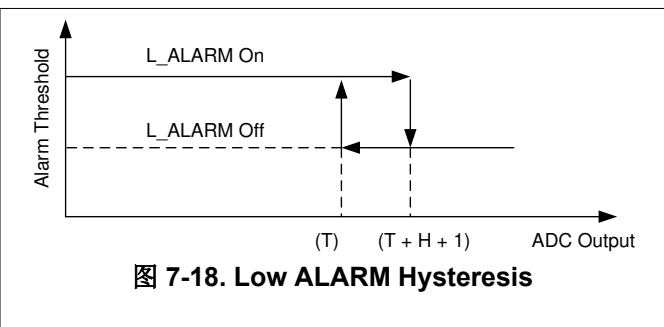 Alarm Threshold
L_ALARM On
L_ALARM Off
(T)
(T + H + 1)
ADC Output
图 7-18. Low ALARM Hysteresis